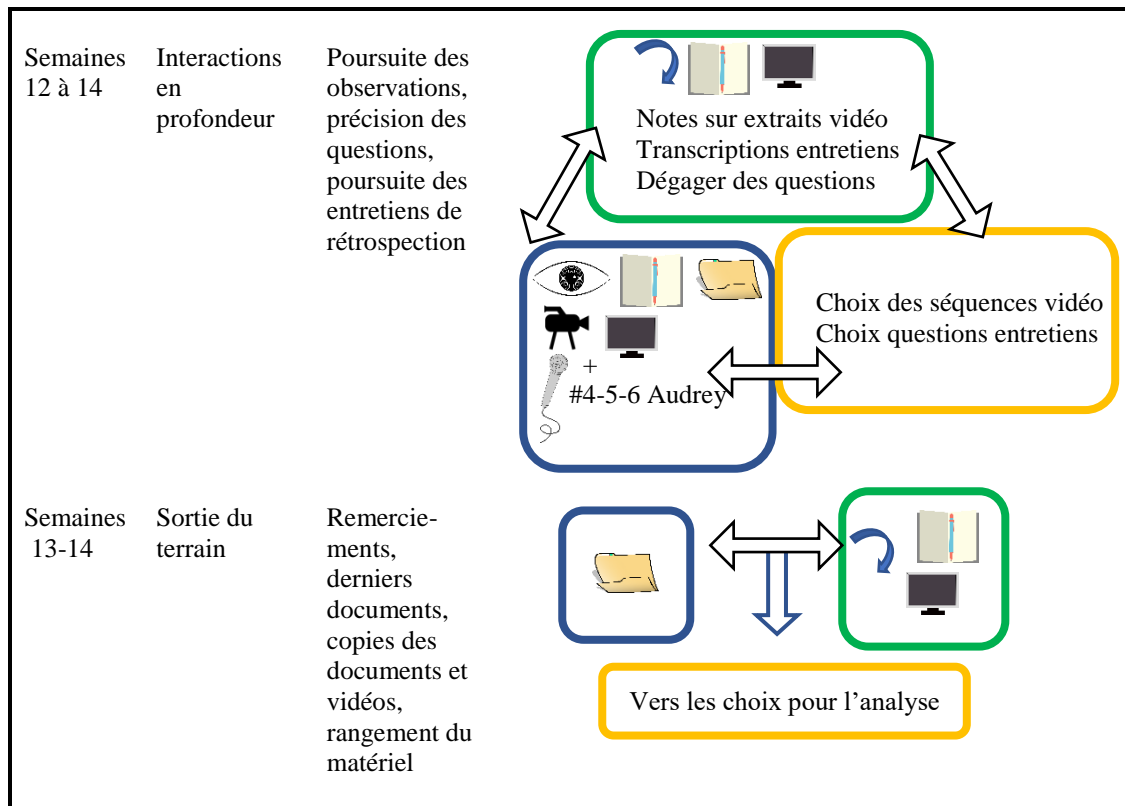 Semaines
12 à 14
Interactions
en
profondeur
Poursuite des
observations,
précision des
questions,
poursuite des
entretiens de
rétrospection
Notes sur extraits vidéo
Transcriptions entretiens
Dégager des questions
+
#4-5-6 Audrey
Choix des séquences vidéo
Choix questions entretiens
Semaines
13-14
Sortie du
terrain
Remercie-
ments,
derniers
documents,
copies des
documents et
vidéos,
rangement du
matériel
Vers les choix pour l’analyse